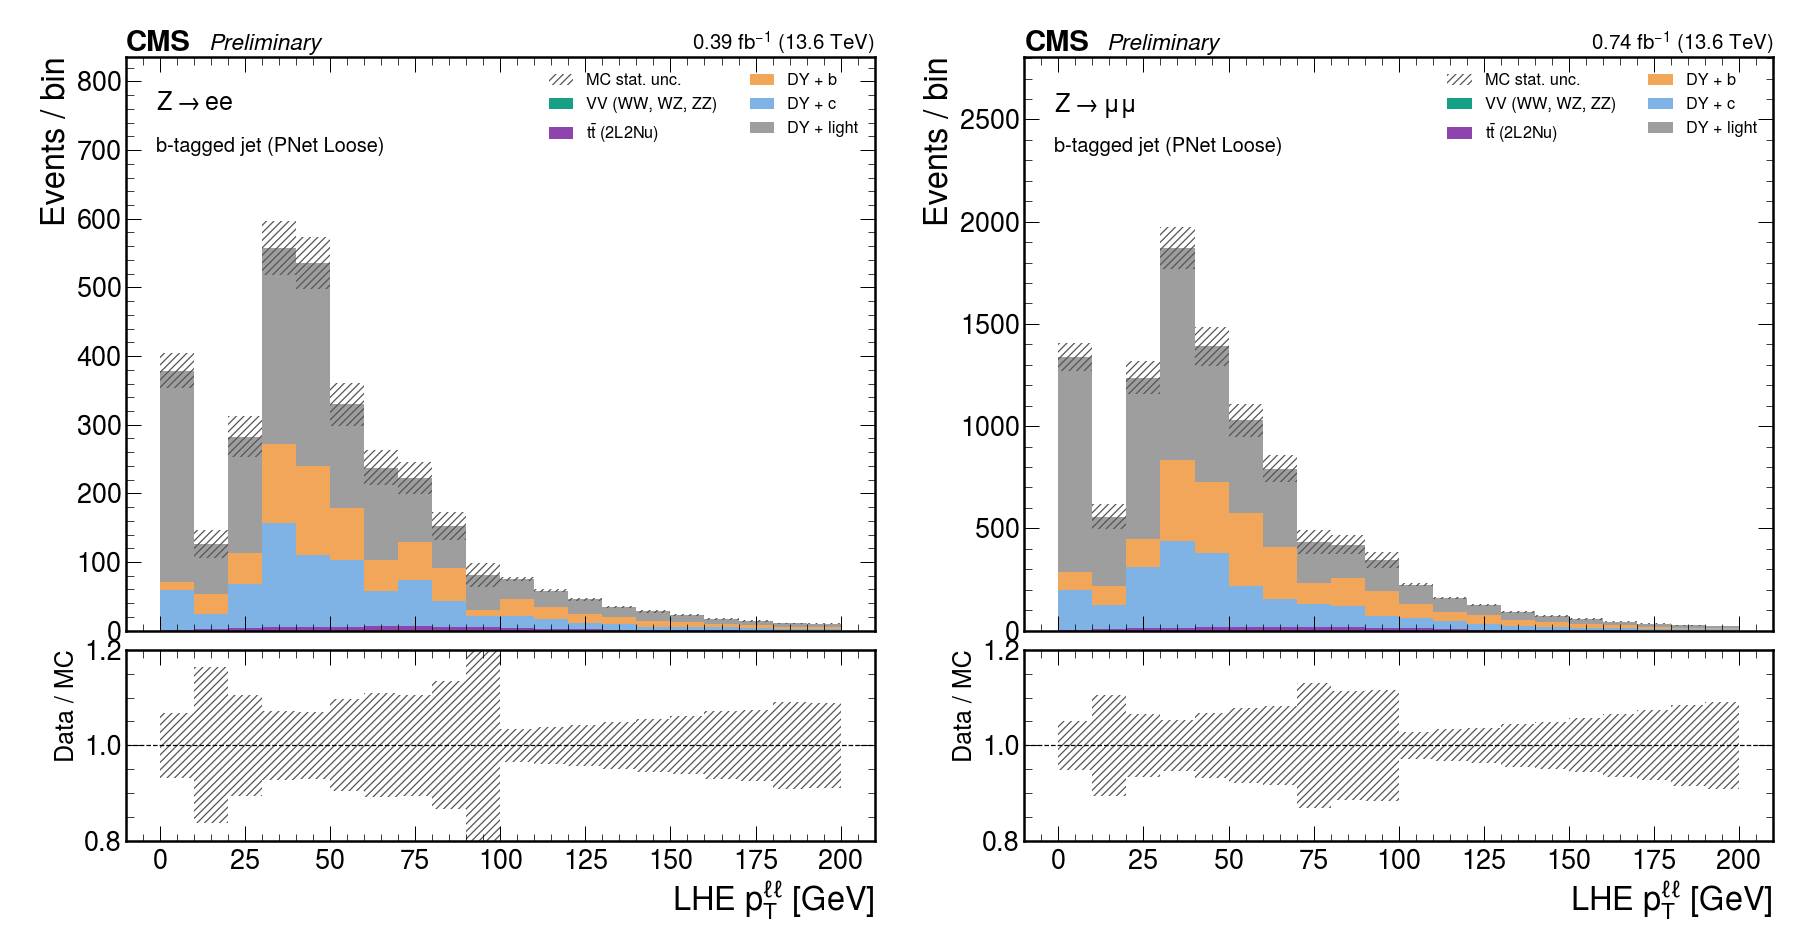 CMS Preliminary 0.39 fb⁻¹ (13.6 TeV)
Events / bin
800
700
600
500
400
300
200
100
0
Z → ee
b-tagged jet (PNet Loose)
MC stat. unc.
VV (WW, WZ, ZZ)
tt̄ (2L2Nu)
DY + b
DY + c
DY + light
Data / MC
1.2
1.0
0.8
0 25 50 75 100 125 150 175 200
LHE p_T^ℓℓ [GeV]
CMS Preliminary 0.74 fb⁻¹ (13.6 TeV)
Events / bin
2500
2000
1500
1000
500
0
Z → μμ
b-tagged jet (PNet Loose)
MC stat. unc.
VV (WW, WZ, ZZ)
tt̄ (2L2Nu)
DY + b
DY + c
DY + light
Data / MC
1.2
1.0
0.8
0 25 50 75 100 125 150 175 200
LHE p_T^ℓℓ [GeV]